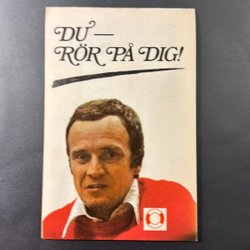 DU —
RÖR PÅ DIG!